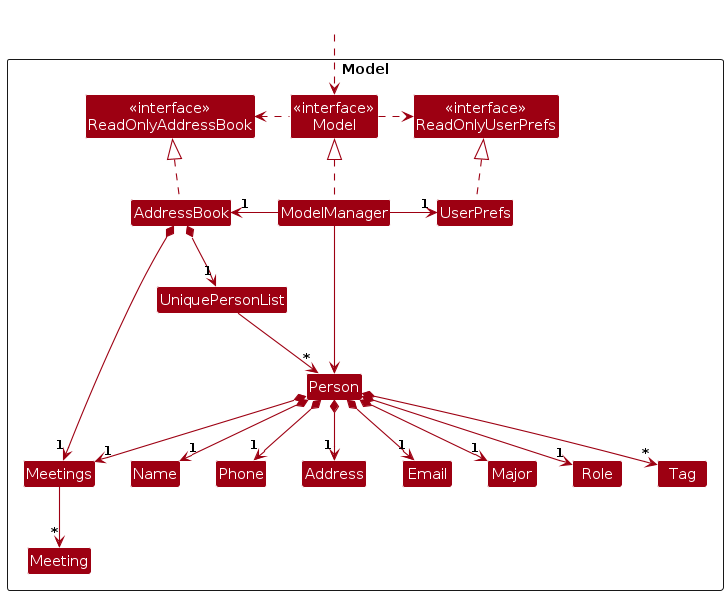 Model
«interface»
ReadOnlyAddressBook
«interface»
Model
«interface»
ReadOnlyUserPrefs
AddressBook
1
ModelManager
1
UserPrefs
1
UniquePersonList
*
Person
1
1
1
1
1
1
1
1
*
Meetings
Name
Phone
Address
Email
Major
Role
Tag
*
Meeting